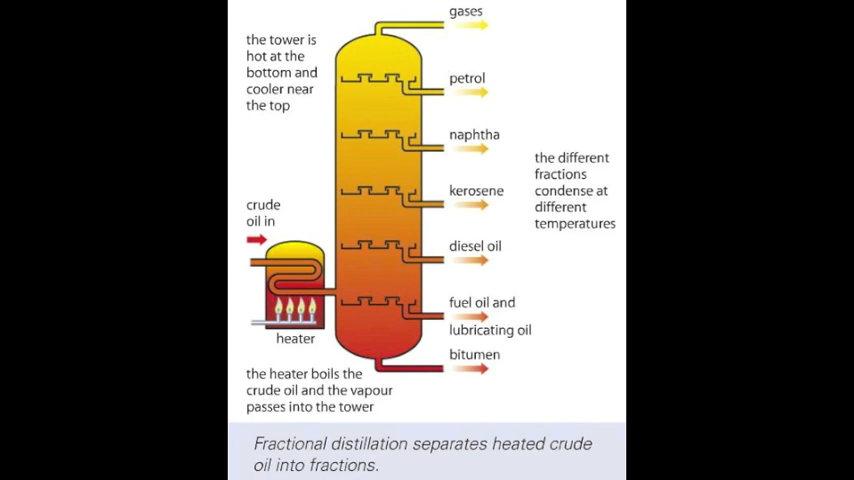 gases
the tower is
hot at the
bottom and
cooler near
the top
petrol
naphtha
the different
fractions
condense at
different
temperatures
kerosene
crude
oil in
diesel oil
fuel oil and
lubricating oil
heater
bitumen
the heater boils the
crude oil and the vapour
passes into the tower
Fractional distillation separates heated crude
oil into fractions.